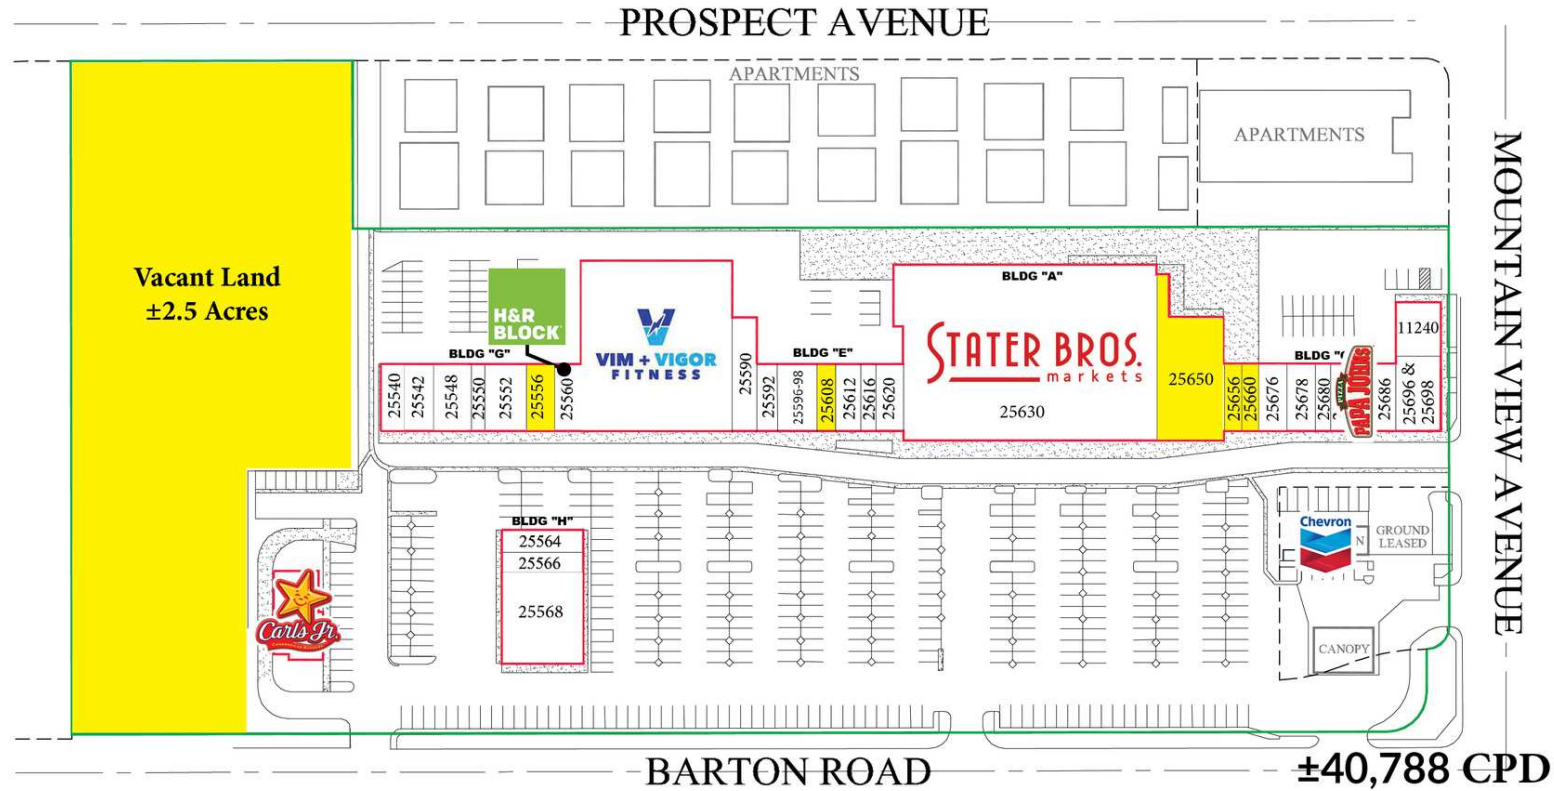 PROSPECT AVENUE
APARTMENTS
APARTMENTS
MOUNTAIN VIEW AVENUE
Vacant Land
±2.5 Acres
H&R
BLOCK
BLDG "G"
25540
25542
25548
25550
25552
25556
25560
VIM + VIGOR
FITNESS
25590
25592
BLDG "E"
25596-98
25608
25612
25616
25620
BLDG "A"
STATER BROS.
markets
25630
25650
25656
25660
BLDG
25676
25678
25680
PIZZA
PAPA JOHNS
25686
11240
25696 &
25698
BLDG "H"
25564
25566
25568
Carl's Jr.
Chevron
N
GROUND
LEASED
CANOPY
BARTON ROAD
±40,788 CPD